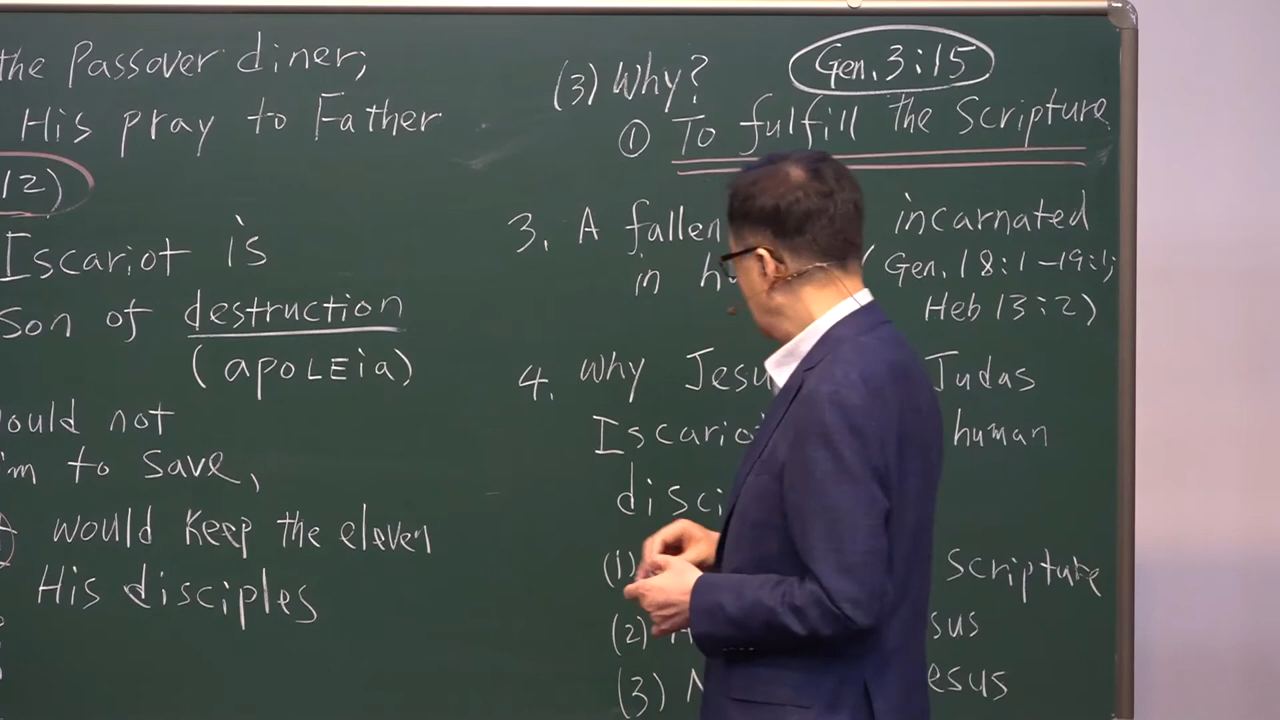 the Passover diner;
His pray to Father
12)
Iscariot is
Son of destruction
(apoLEia)
ould not
m to save,
would keep the eleven
His disciples
(3) Why?
Gen. 3:15
① To fulfill the Scripture
3. A fallen incarnated
in h (Gen. 18:1-19:1;
Heb 13:2)
4. Why Jesu Judas
Iscario human
disci
(1) scripture
(2) sus
(3) N esus